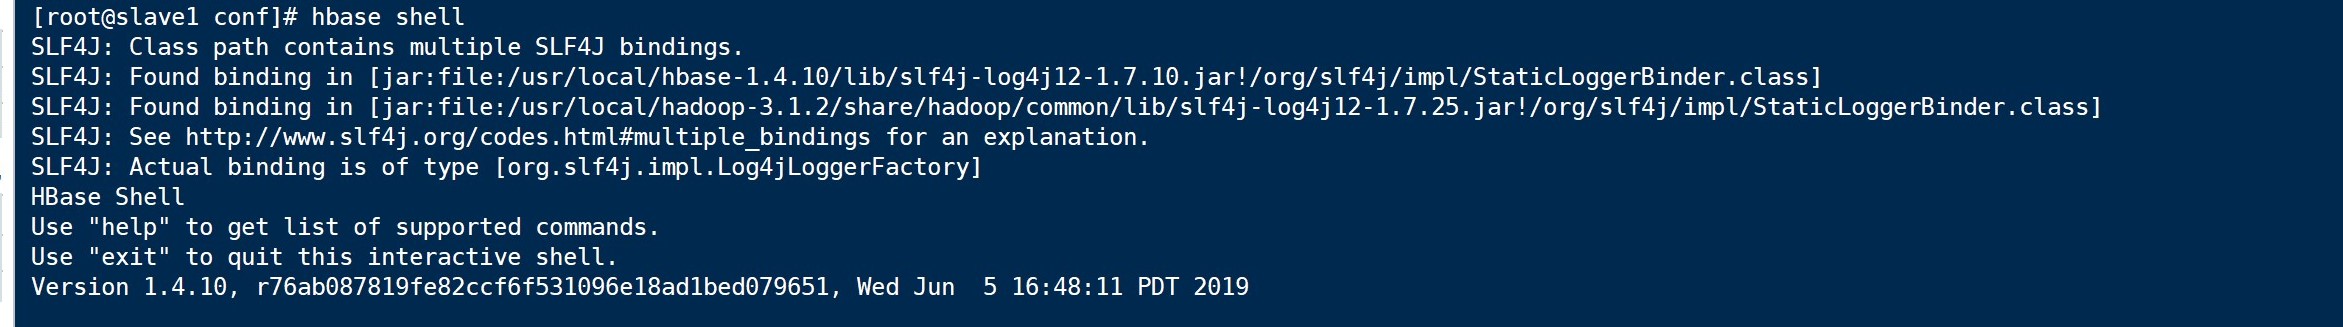 [root@slave1 conf]# hbase shell
SLF4J: Class path contains multiple SLF4J bindings.
SLF4J: Found binding in [jar:file:/usr/local/hbase-1.4.10/lib/slf4j-log4j12-1.7.10.jar!/org/slf4j/impl/StaticLoggerBinder.class]
SLF4J: Found binding in [jar:file:/usr/local/hadoop-3.1.2/share/hadoop/common/lib/slf4j-log4j12-1.7.25.jar!/org/slf4j/impl/StaticLoggerBinder.class]
SLF4J: See http://www.slf4j.org/codes.html#multiple_bindings for an explanation.
SLF4J: Actual binding is of type [org.slf4j.impl.Log4jLoggerFactory]
HBase Shell
Use "help" to get list of supported commands.
Use "exit" to quit this interactive shell.
Version 1.4.10, r76ab087819fe82ccf6f531096e18ad1bed079651, Wed Jun  5 16:48:11 PDT 2019